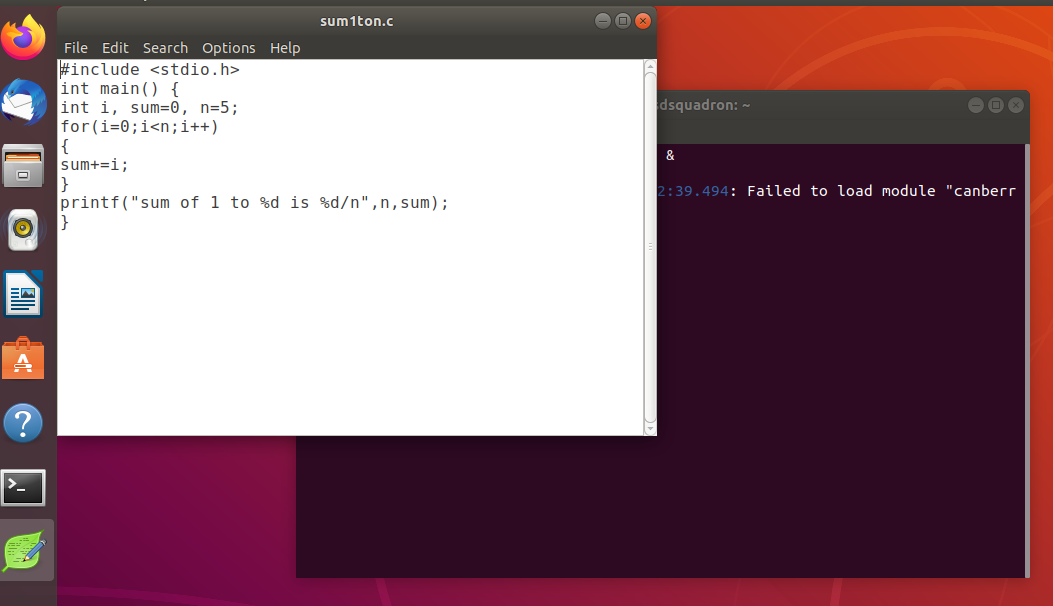 sum1ton.c
File Edit Search Options Help
#include <stdio.h>
int main() {
int i, sum=0, n=5;
for(i=0;i<n;i++)
{
sum+=i;
}
printf("sum of 1 to %d is %d/n",n,sum);
}
sdsquadron: ~
&
2:39.494: Failed to load module "canberr